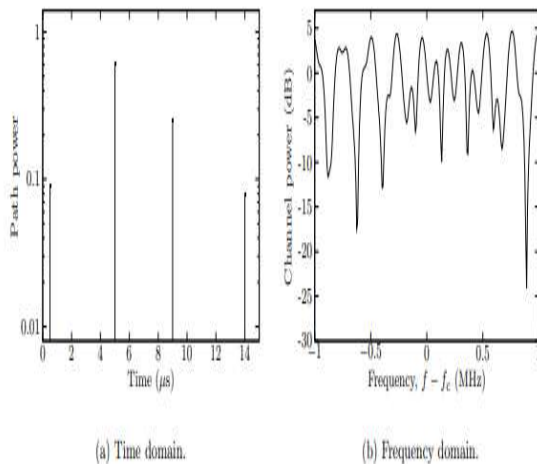 1
0.1
0.01
Path power
0 2 4 6 8 10 12 14
Time (μs)
(a) Time domain.
5
0
-5
-10
-15
-20
-25
-30
Channel power (dB)
-1 -0.5 0 0.5 1
Frequency, f − fc (MHz)
(b) Frequency domain.